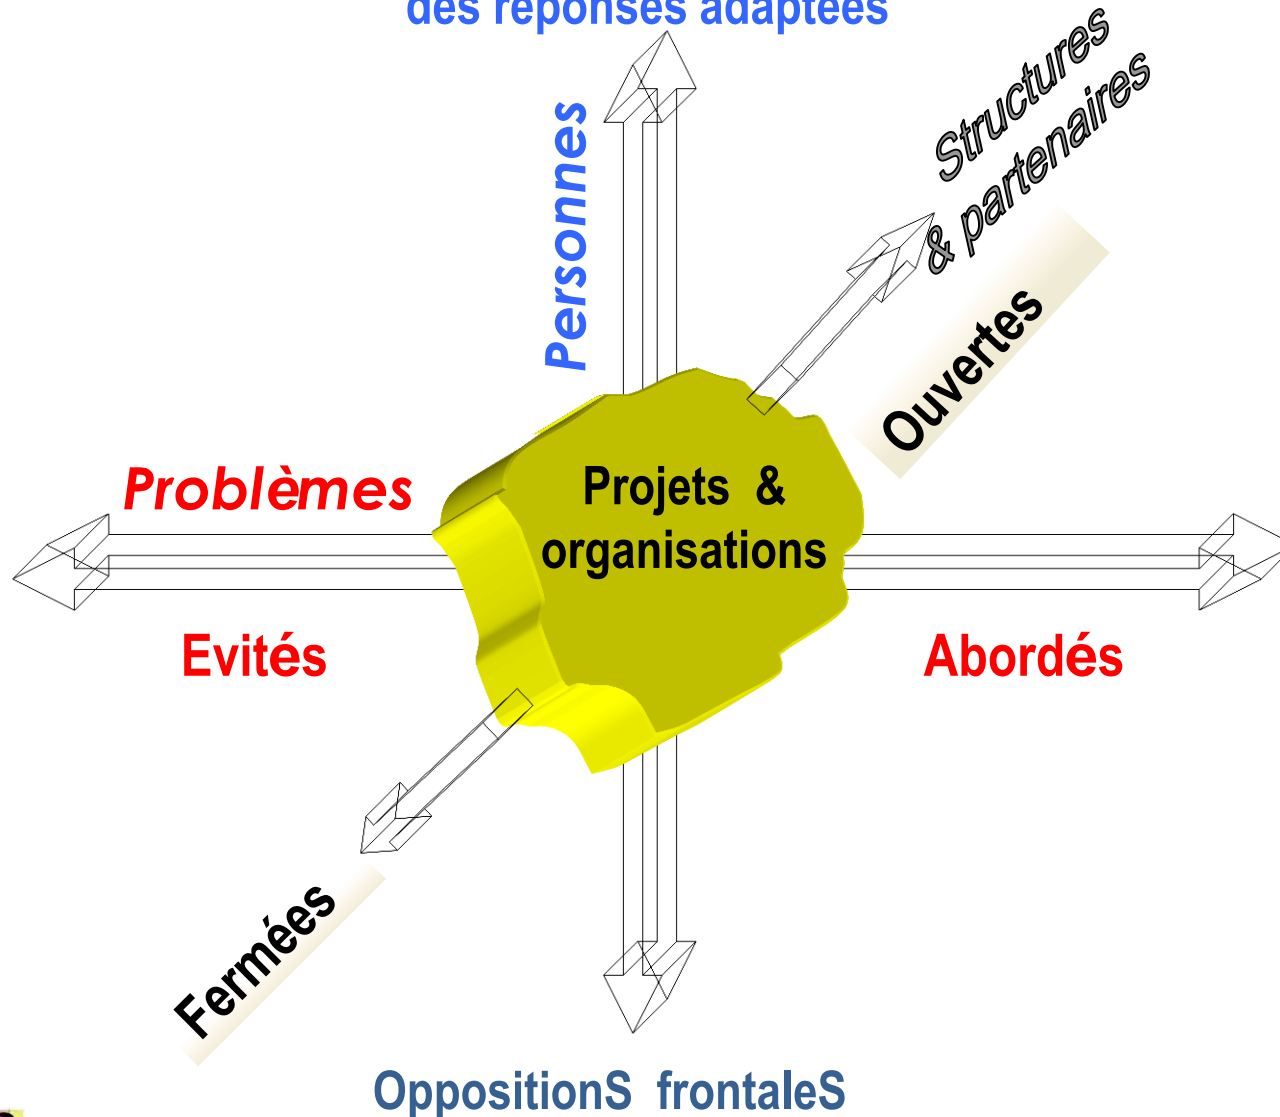 des réponses adaptées
Structures
& partenaires
Personnes
Ouvertes
Problèmes
Projets & 
organisations
Evités
Abordés
Fermées
OppositionS frontaleS